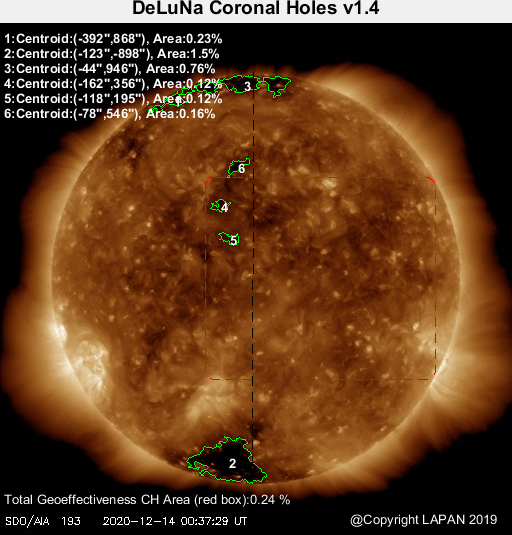 DeLuNa Coronal Holes v1.4
1:Centroid:(-392",868"), Area:0.23%
2:Centroid:(-123",-898"), Area:1.5%
3:Centroid:(-44",946"), Area:0.76%
4:Centroid:(-162",356"), Area:0.12%
5:Centroid:(-118",195"), Area:0.12%
6:Centroid:(-78",546"), Area:0.16%
3
1
6
4
5
2
Total Geoeffectiveness CH Area (red box):0.24 %
SDO/AIA 193 2020-12-14 00:37:29 UT
@Copyright LAPAN 2019